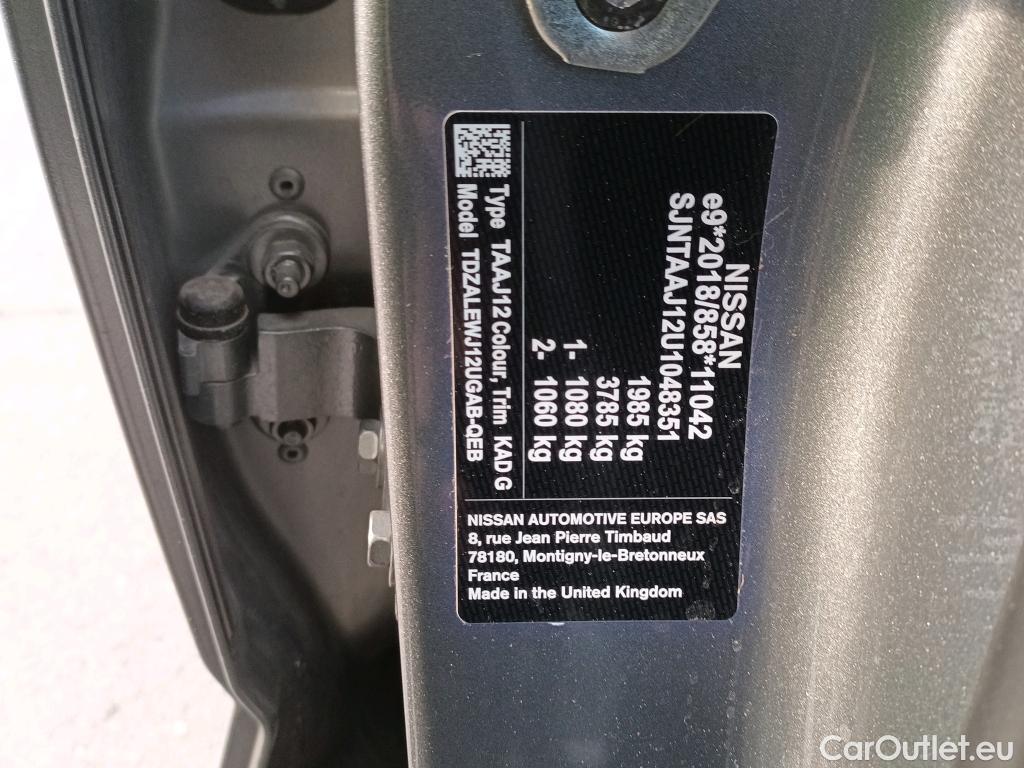 NISSAN
e9*2018/858*11042
SJNTAAJ12U1048351
1985 kg
3785 kg
1- 1080 kg
2- 1060 kg
Type TAAJ12 Colour, Trim KAD G
Model TDZALEWJ12UGAB-QEB
NISSAN AUTOMOTIVE EUROPE SAS
8, rue Jean Pierre Timbaud
78180, Montigny-le-Bretonneux
France
Made in the United Kingdom
CarOutlet.eu